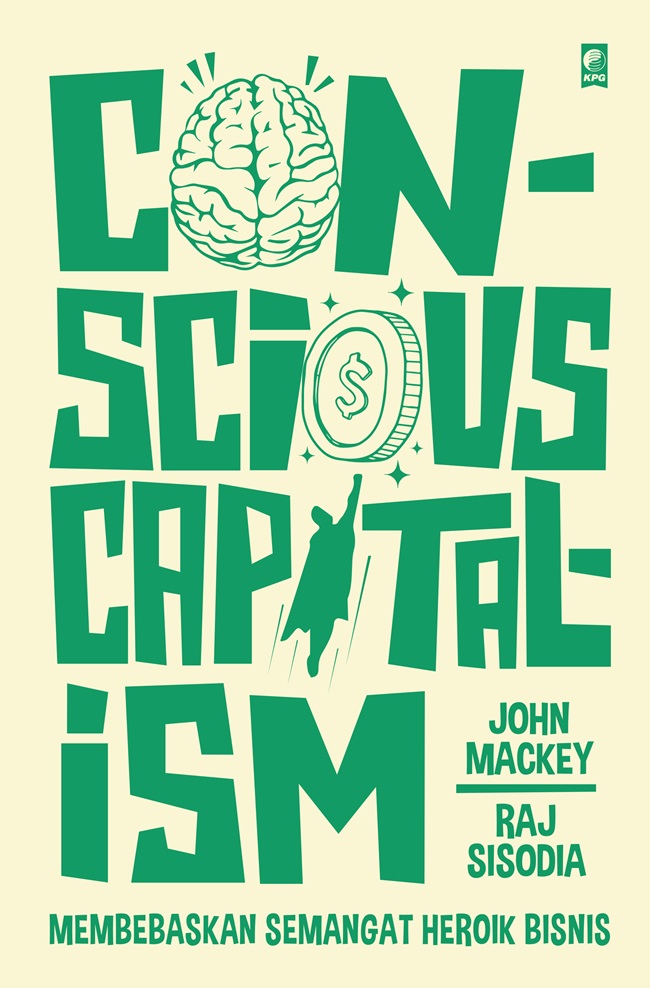 KPG
CON-
SCiOUS
CAPITAL-
iSM
JOHN
MACKEY
RAJ
SISODIA
MEMBEBASKAN SEMANGAT HEROIK BISNIS